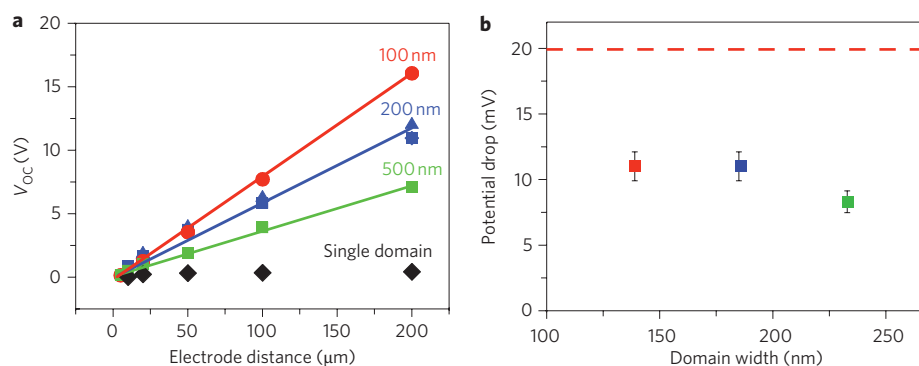 a
20
15
10
5
0
V_OC (V)
100 nm
200 nm
500 nm
Single domain
0
50
100
150
200
Electrode distance (μm)
b
20
15
10
5
0
Potential drop (mV)
100
150
200
250
Domain width (nm)